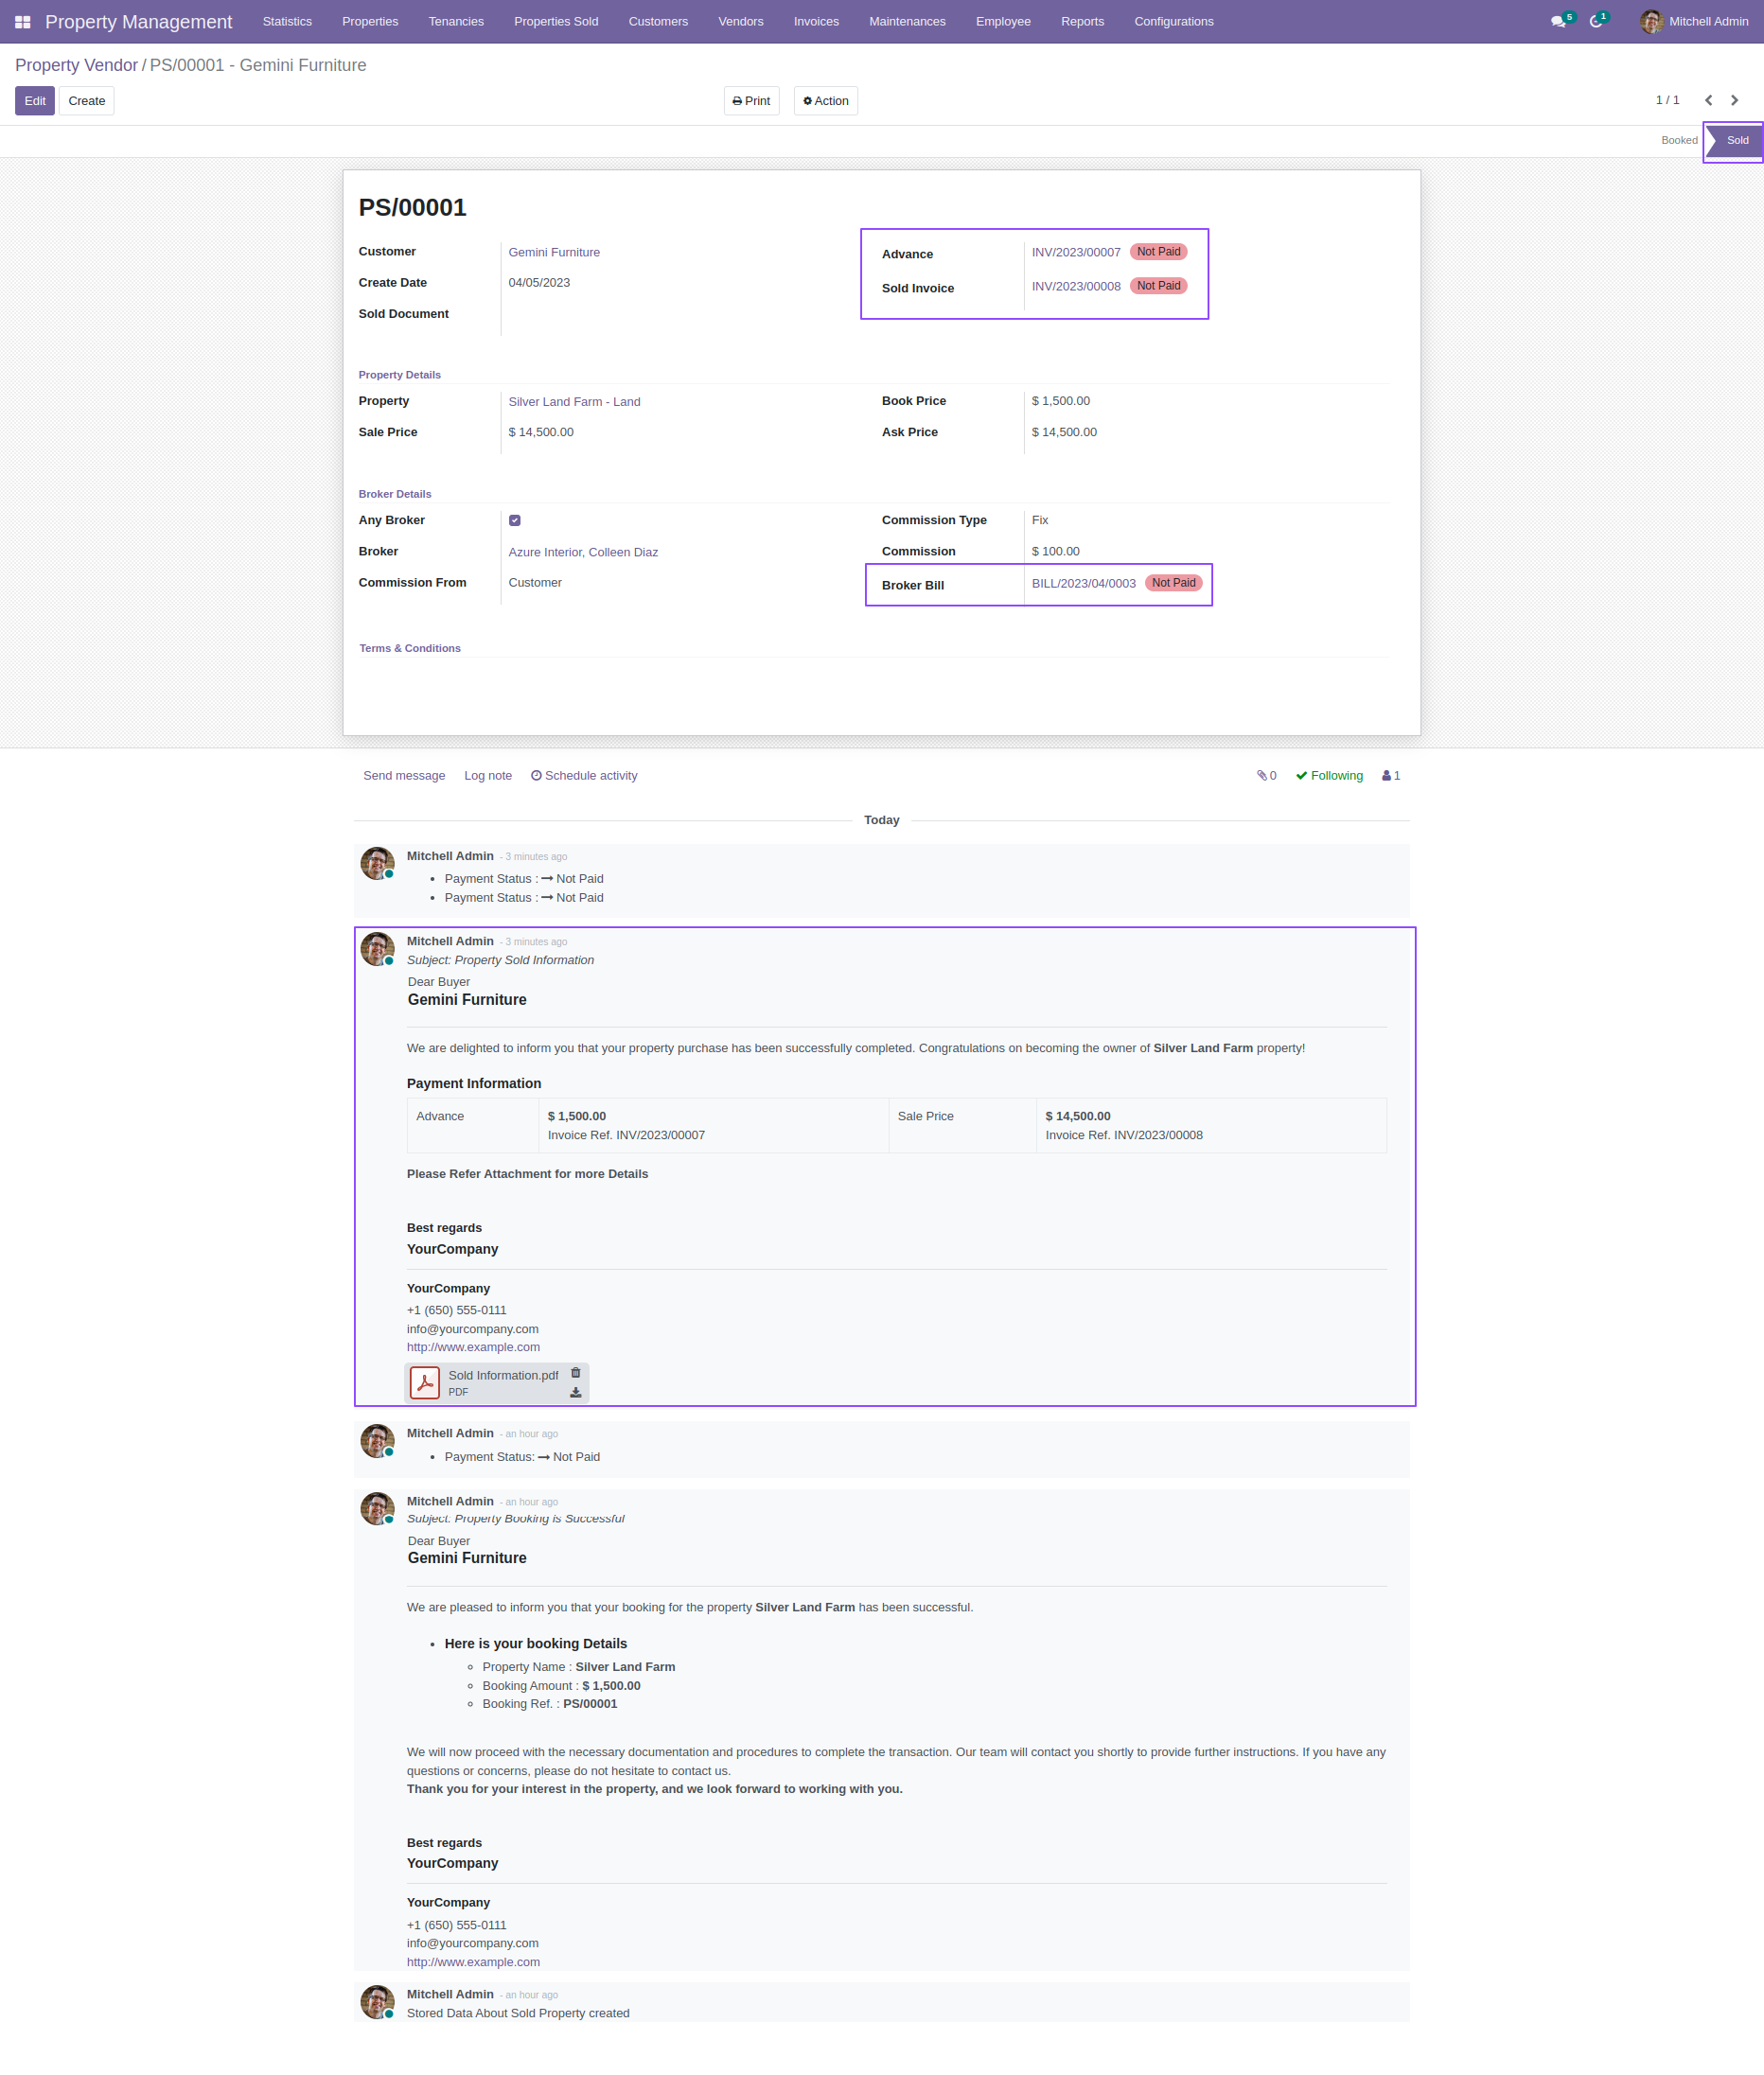 Property Management Statistics Properties Tenancies Properties Sold Customers Vendors Invoices Maintenances Employee Reports Configurations 5 1 Mitchell Admin
Property Vendor / PS/00001 - Gemini Furniture
Edit Create Print Action 1 / 1
Booked Sold
PS/00001
Customer Gemini Furniture Advance INV/2023/00007 Not Paid
Create Date 04/05/2023 Sold Invoice INV/2023/00008 Not Paid
Sold Document
Property Details
Property Silver Land Farm - Land Book Price $ 1,500.00
Sale Price $ 14,500.00 Ask Price $ 14,500.00
Broker Details
Any Broker Commission Type Fix
Broker Azure Interior, Colleen Diaz Commission $ 100.00
Commission From Customer Broker Bill BILL/2023/04/0003 Not Paid
Terms & Conditions
Send message Log note Schedule activity 0 Following 1
Today
Mitchell Admin - 3 minutes ago
• Payment Status : Not Paid
• Payment Status : Not Paid
Mitchell Admin - 3 minutes ago
Subject: Property Sold Information
Dear Buyer
Gemini Furniture
We are delighted to inform you that your property purchase has been successfully completed. Congratulations on becoming the owner of Silver Land Farm property!
Payment Information
Advance $ 1,500.00 Sale Price $ 14,500.00
Invoice Ref. INV/2023/00007 Invoice Ref. INV/2023/00008
Please Refer Attachment for more Details
Best regards
YourCompany
YourCompany
+1 (650) 555-0111
info@yourcompany.com
http://www.example.com
Sold Information.pdf
PDF
Mitchell Admin - an hour ago
• Payment Status: Not Paid
Mitchell Admin - an hour ago
Subject: Property Booking is Successful
Dear Buyer
Gemini Furniture
We are pleased to inform you that your booking for the property Silver Land Farm has been successful.
• Here is your booking Details
Property Name : Silver Land Farm
Booking Amount : $ 1,500.00
Booking Ref. : PS/00001
We will now proceed with the necessary documentation and procedures to complete the transaction. Our team will contact you shortly to provide further instructions. If you have any
questions or concerns, please do not hesitate to contact us.
Thank you for your interest in the property, and we look forward to working with you.
Best regards
YourCompany
YourCompany
+1 (650) 555-0111
info@yourcompany.com
http://www.example.com
Mitchell Admin - an hour ago
Stored Data About Sold Property created